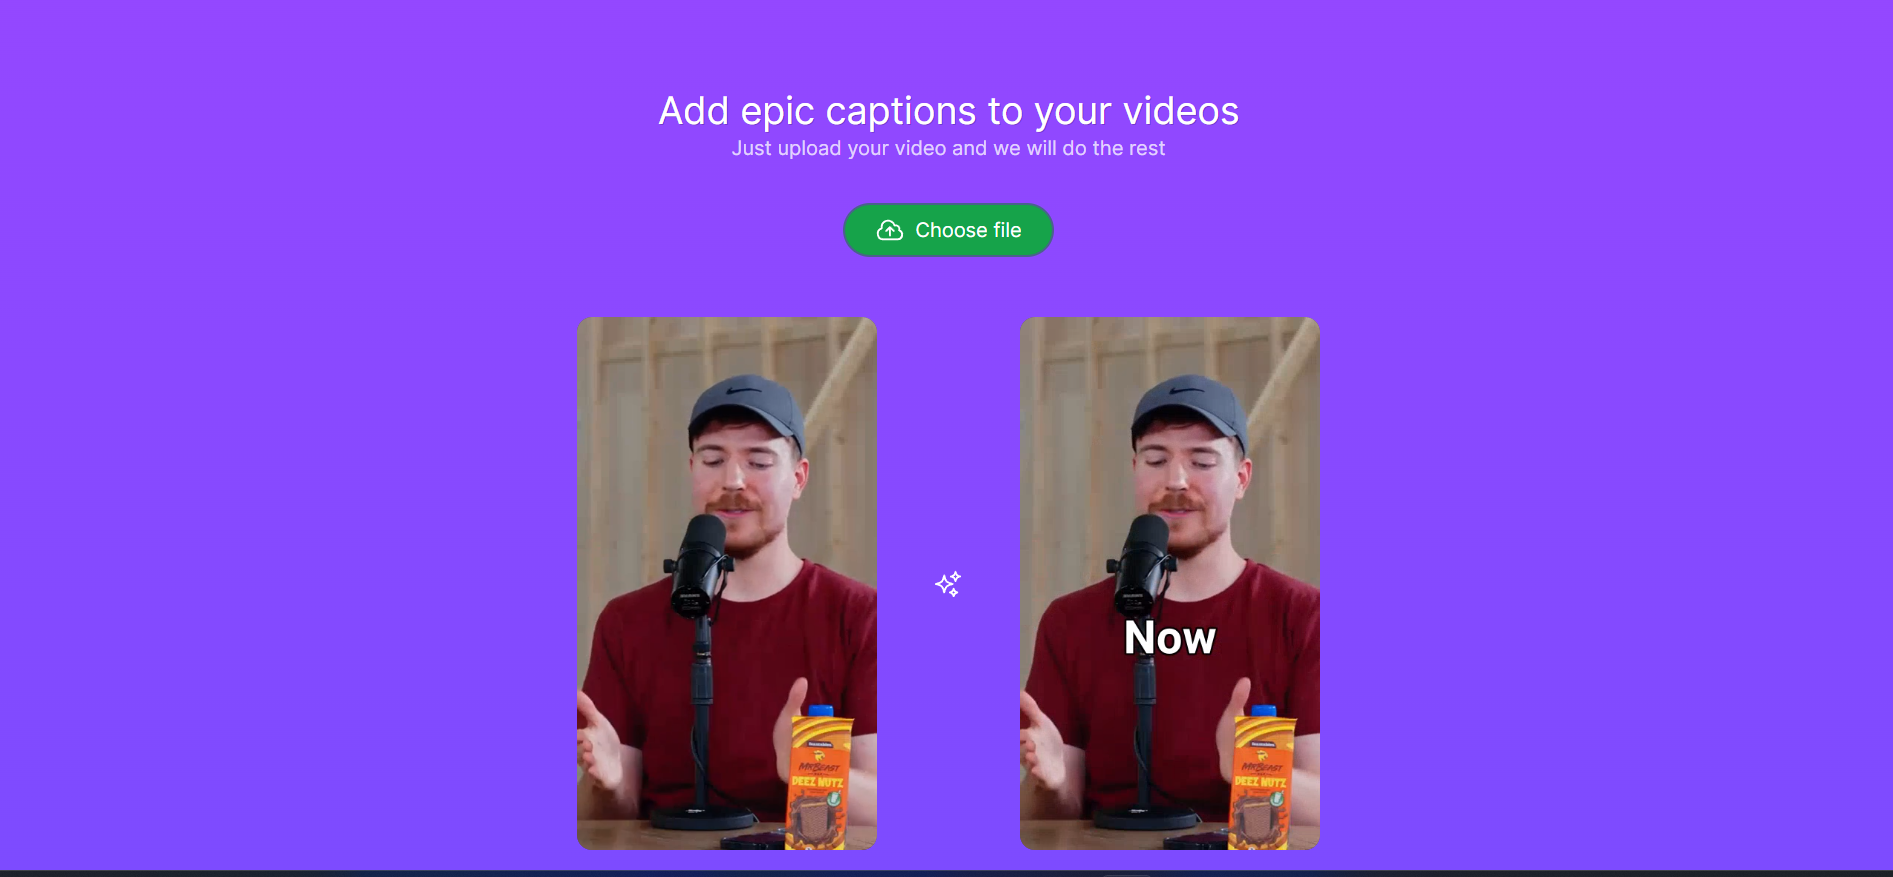 Add epic captions to your videos
Just upload your video and we will do the rest
Choose file
Now
MRBEAST
DEEZ NUTZ
MRBEAST
DEEZ NUTZ